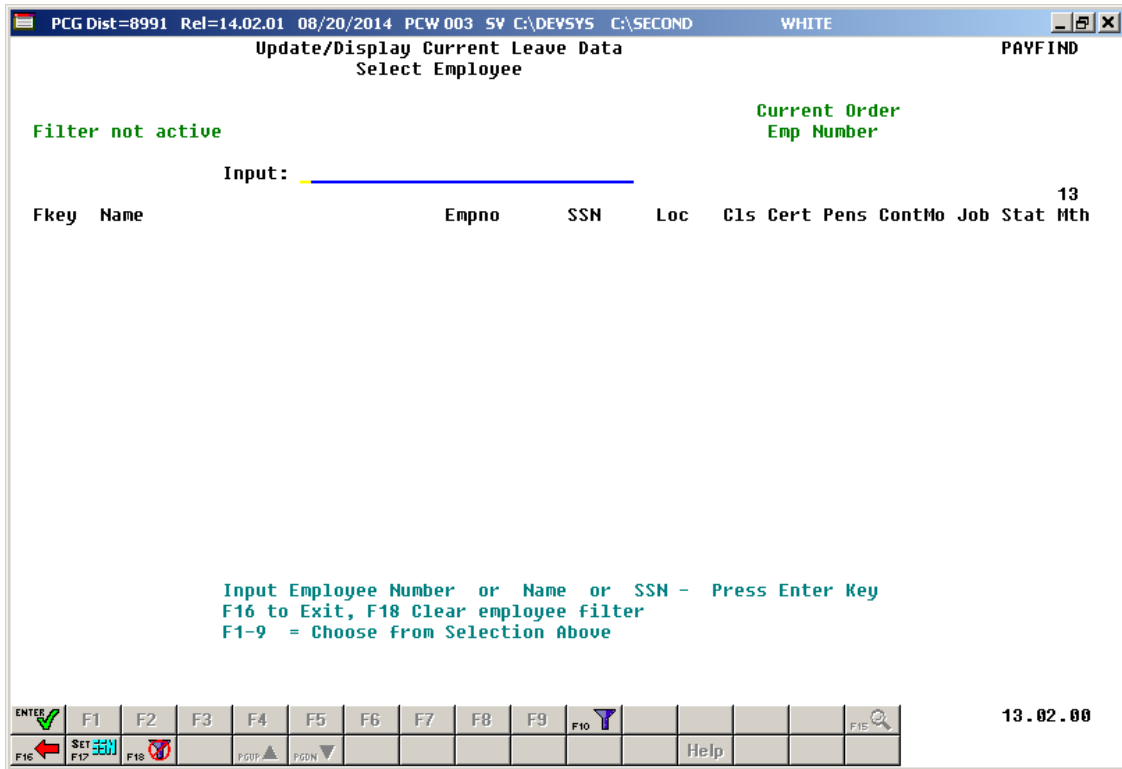 PCG Dist=8991 Rel=14.02.01 08/20/2014 PCW 003 SV C:\DEVSYS C:\SECOND WHITE
Update/Display Current Leave Data PAYFIND
Select Employee
Current Order
Filter not active Emp Number
Input:
13
Fkey Name Empno SSN Loc Cls Cert Pens ContMo Job Stat Mth
Input Employee Number or Name or SSN - Press Enter Key
F16 to Exit, F18 Clear employee filter
F1-9 = Choose from Selection Above
ENTER F1 F2 F3 F4 F5 F6 F7 F8 F9 F10 F15 13.02.00
F16 SET F17 F18 PGUP PGDN Help